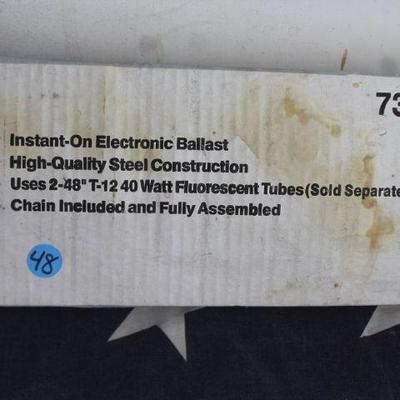 73
Instant-On Electronic Ballast
High-Quality Steel Construction
Uses 2-48" T-12 40 Watt Fluorescent Tubes (Sold Separate
Chain Included and Fully Assembled
48